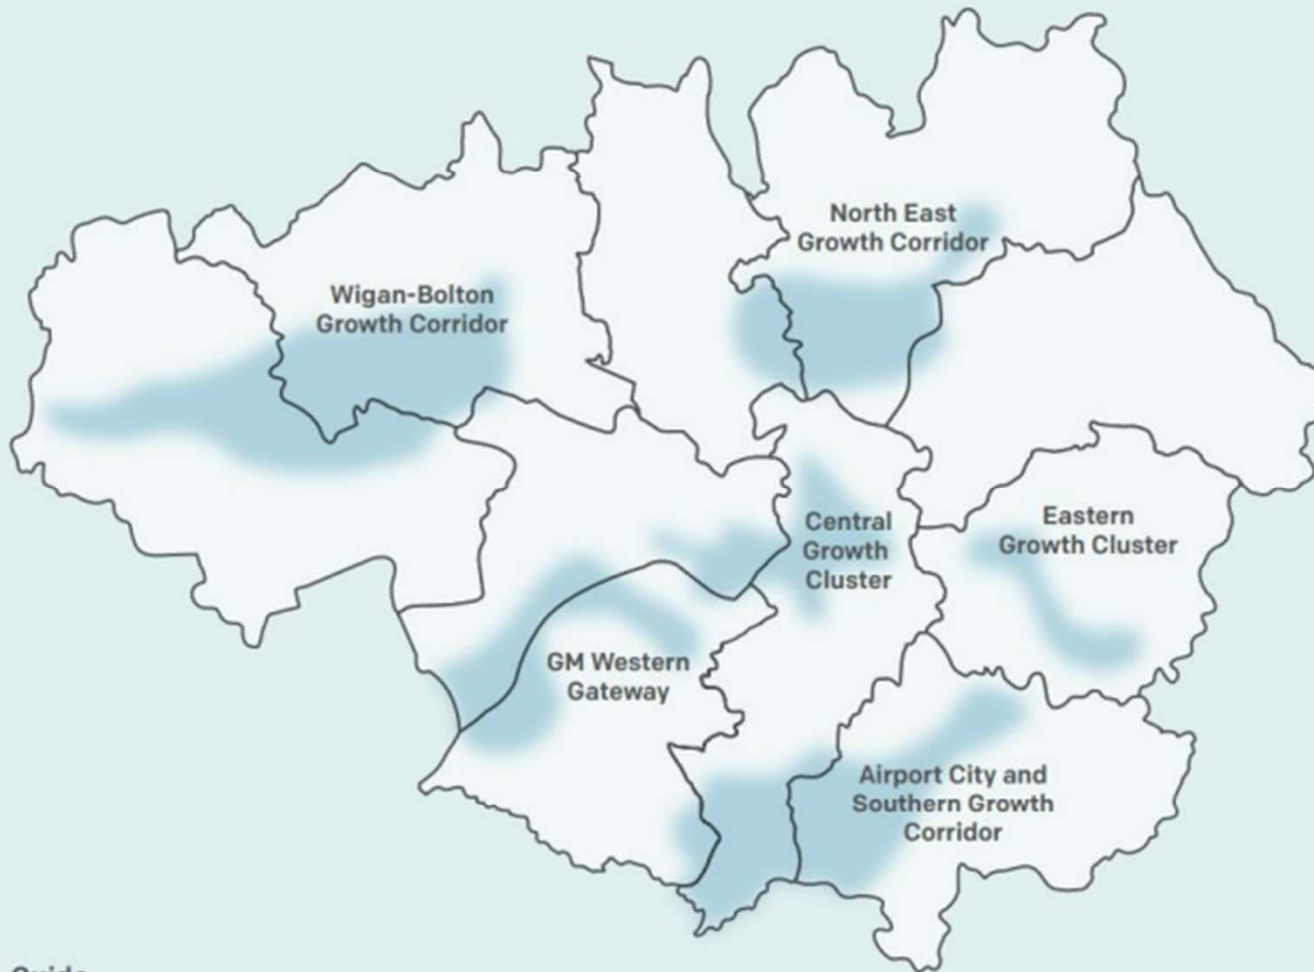 North East
Growth Corridor
Wigan-Bolton
Growth Corridor
Central
Growth
Cluster
Eastern
Growth Cluster
GM Western
Gateway
Airport City and
Southern Growth
Corridor